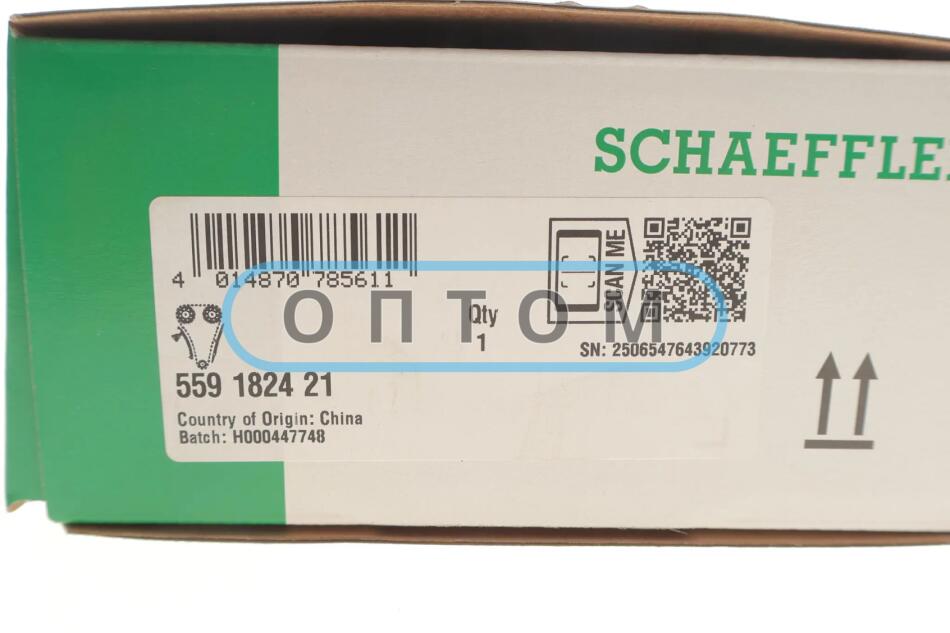 SCHAEFFLE
4 014870 785611
SCAN ME
ОПТОМ
Qty
1
SN: 2506547643920773
559 1824 21
Country of Origin: China
Batch: H000447748